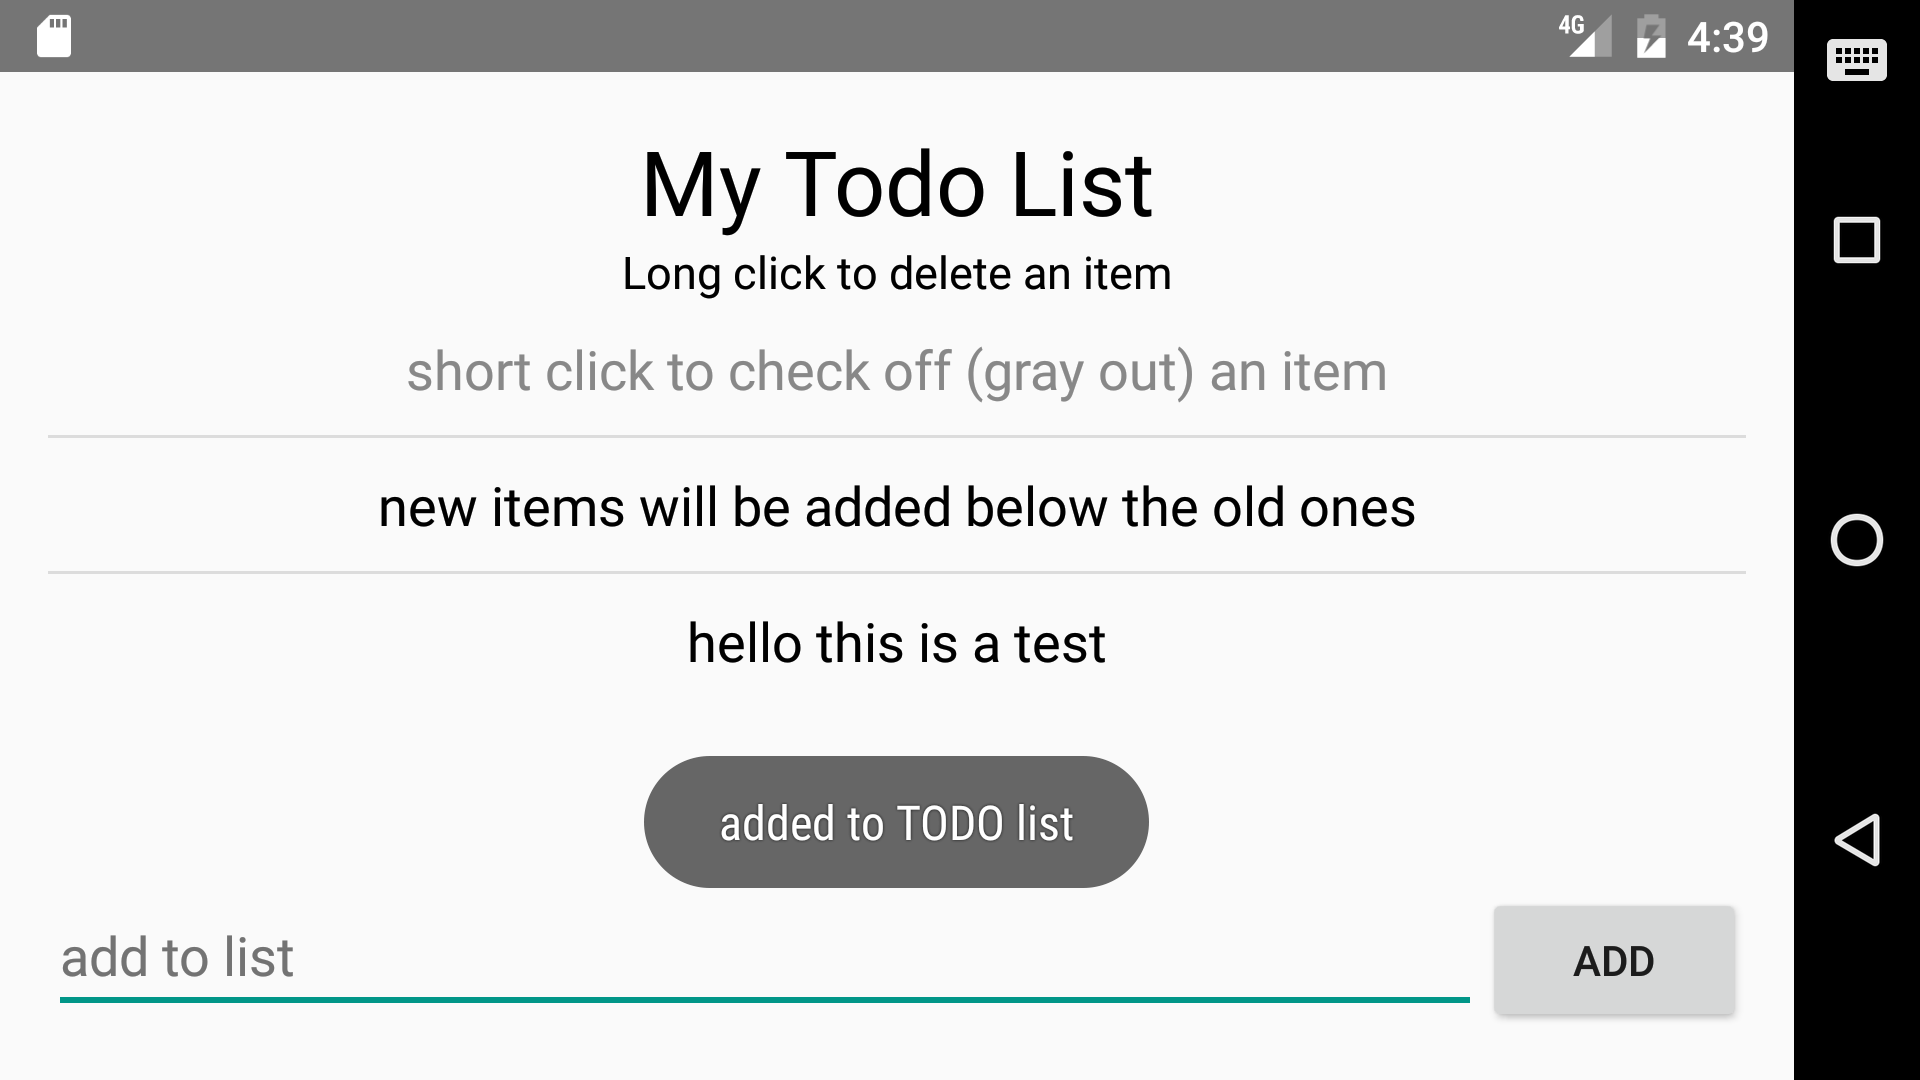 4G 4:39
My Todo List
Long click to delete an item
short click to check off (gray out) an item
new items will be added below the old ones
hello this is a test
added to TODO list
add to list
ADD